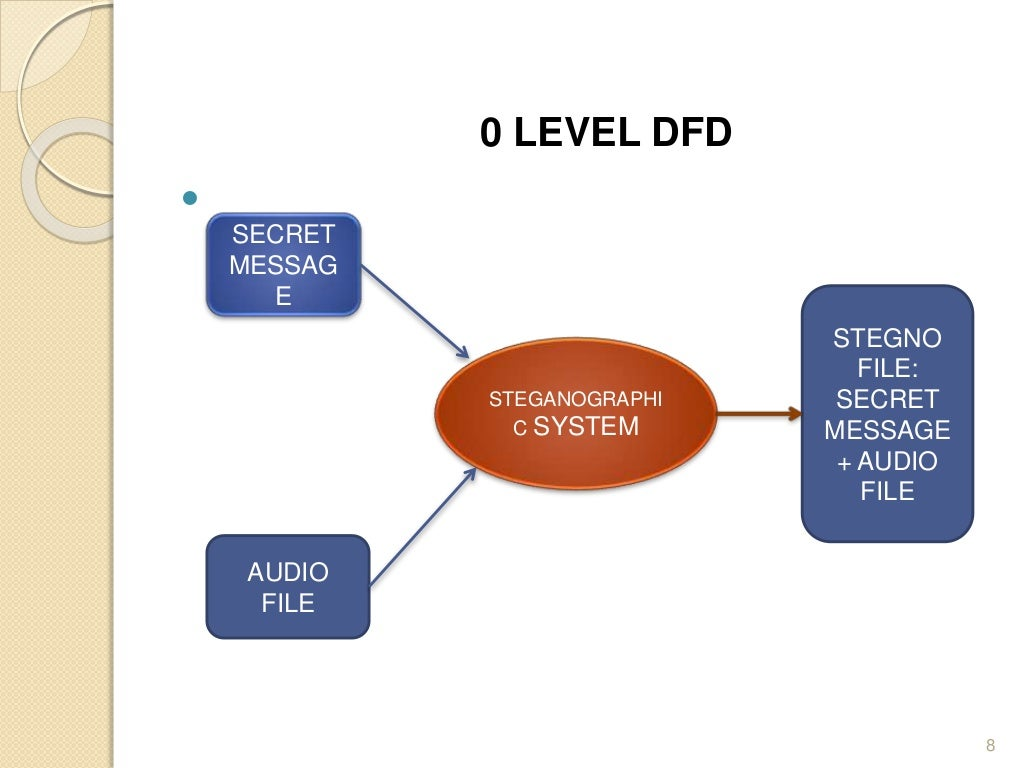 0 LEVEL DFD
SECRET
MESSAG
E
STEGANOGRAPHI
C SYSTEM
STEGNO
FILE:
SECRET
MESSAGE
+ AUDIO
FILE
AUDIO
FILE
8